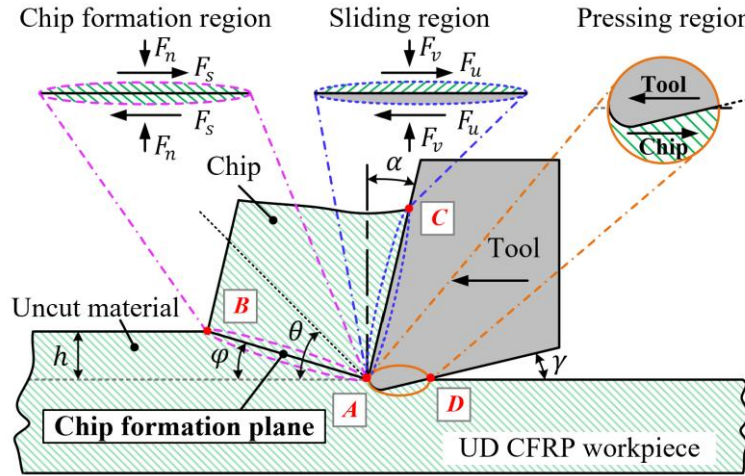 Chip formation region Sliding region Pressing region
Fn Fs Fv Fu
Fs Fn Fu Fv
Tool
Chip
Chip α
C
Tool
Uncut material B
h φ θ γ
A D
Chip formation plane
UD CFRP workpiece